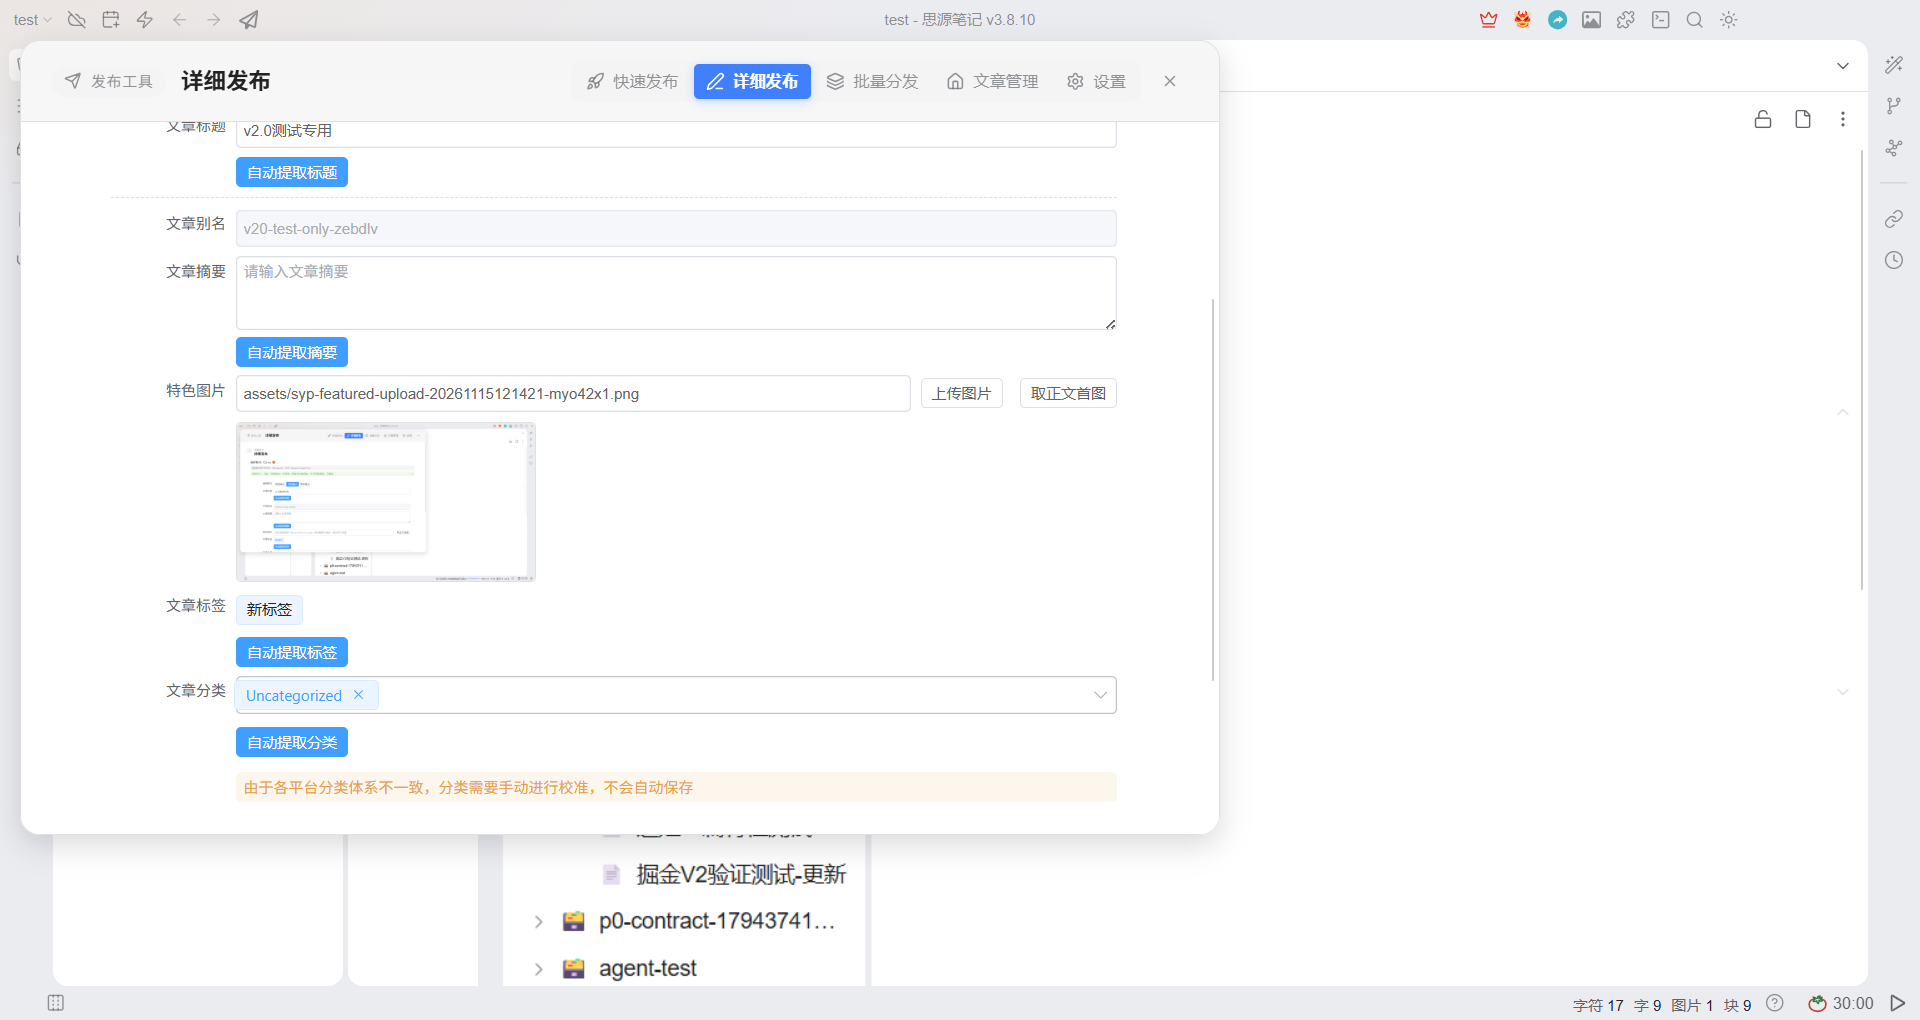 test
test - 思源笔记 v3.8.10
发布工具
详细发布
快速发布
详细发布
批量分发
文章管理
设置
文章标题
v2.0测试专用
自动提取标题
文章别名
v20-test-only-zebdlv
文章摘要
请输入文章摘要
自动提取摘要
特色图片
assets/syp-featured-upload-20261115121421-myo42x1.png
上传图片
取正文首图
文章标签
新标签
自动提取标签
文章分类
Uncategorized
自动提取分类
由于各平台分类体系不一致，分类需要手动进行校准，不会自动保存
掘金V2验证测试-更新
p0-contract-17943741...
agent-test
字符 17 字 9 图片 1 块 9
30:00